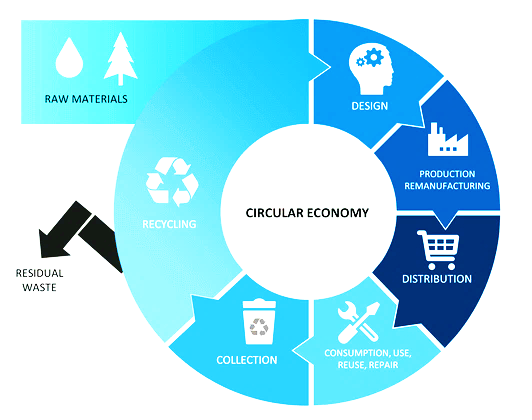 RAW MATERIALS
DESIGN
PRODUCTION
REMANUFACTURING
RECYCLING
CIRCULAR ECONOMY
DISTRIBUTION
RESIDUAL
WASTE
COLLECTION
CONSUMPTION, USE,
REUSE, REPAIR